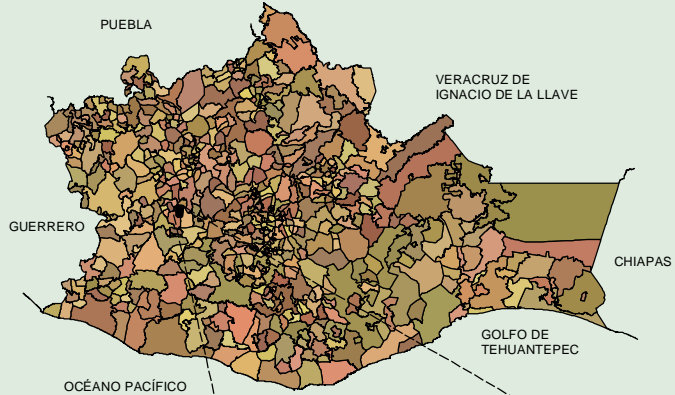 PUEBLA
VERACRUZ DE
IGNACIO DE LA LLAVE
GUERRERO
CHIAPAS
GOLFO DE
TEHUANTEPEC
OCÉANO PACÍFICO